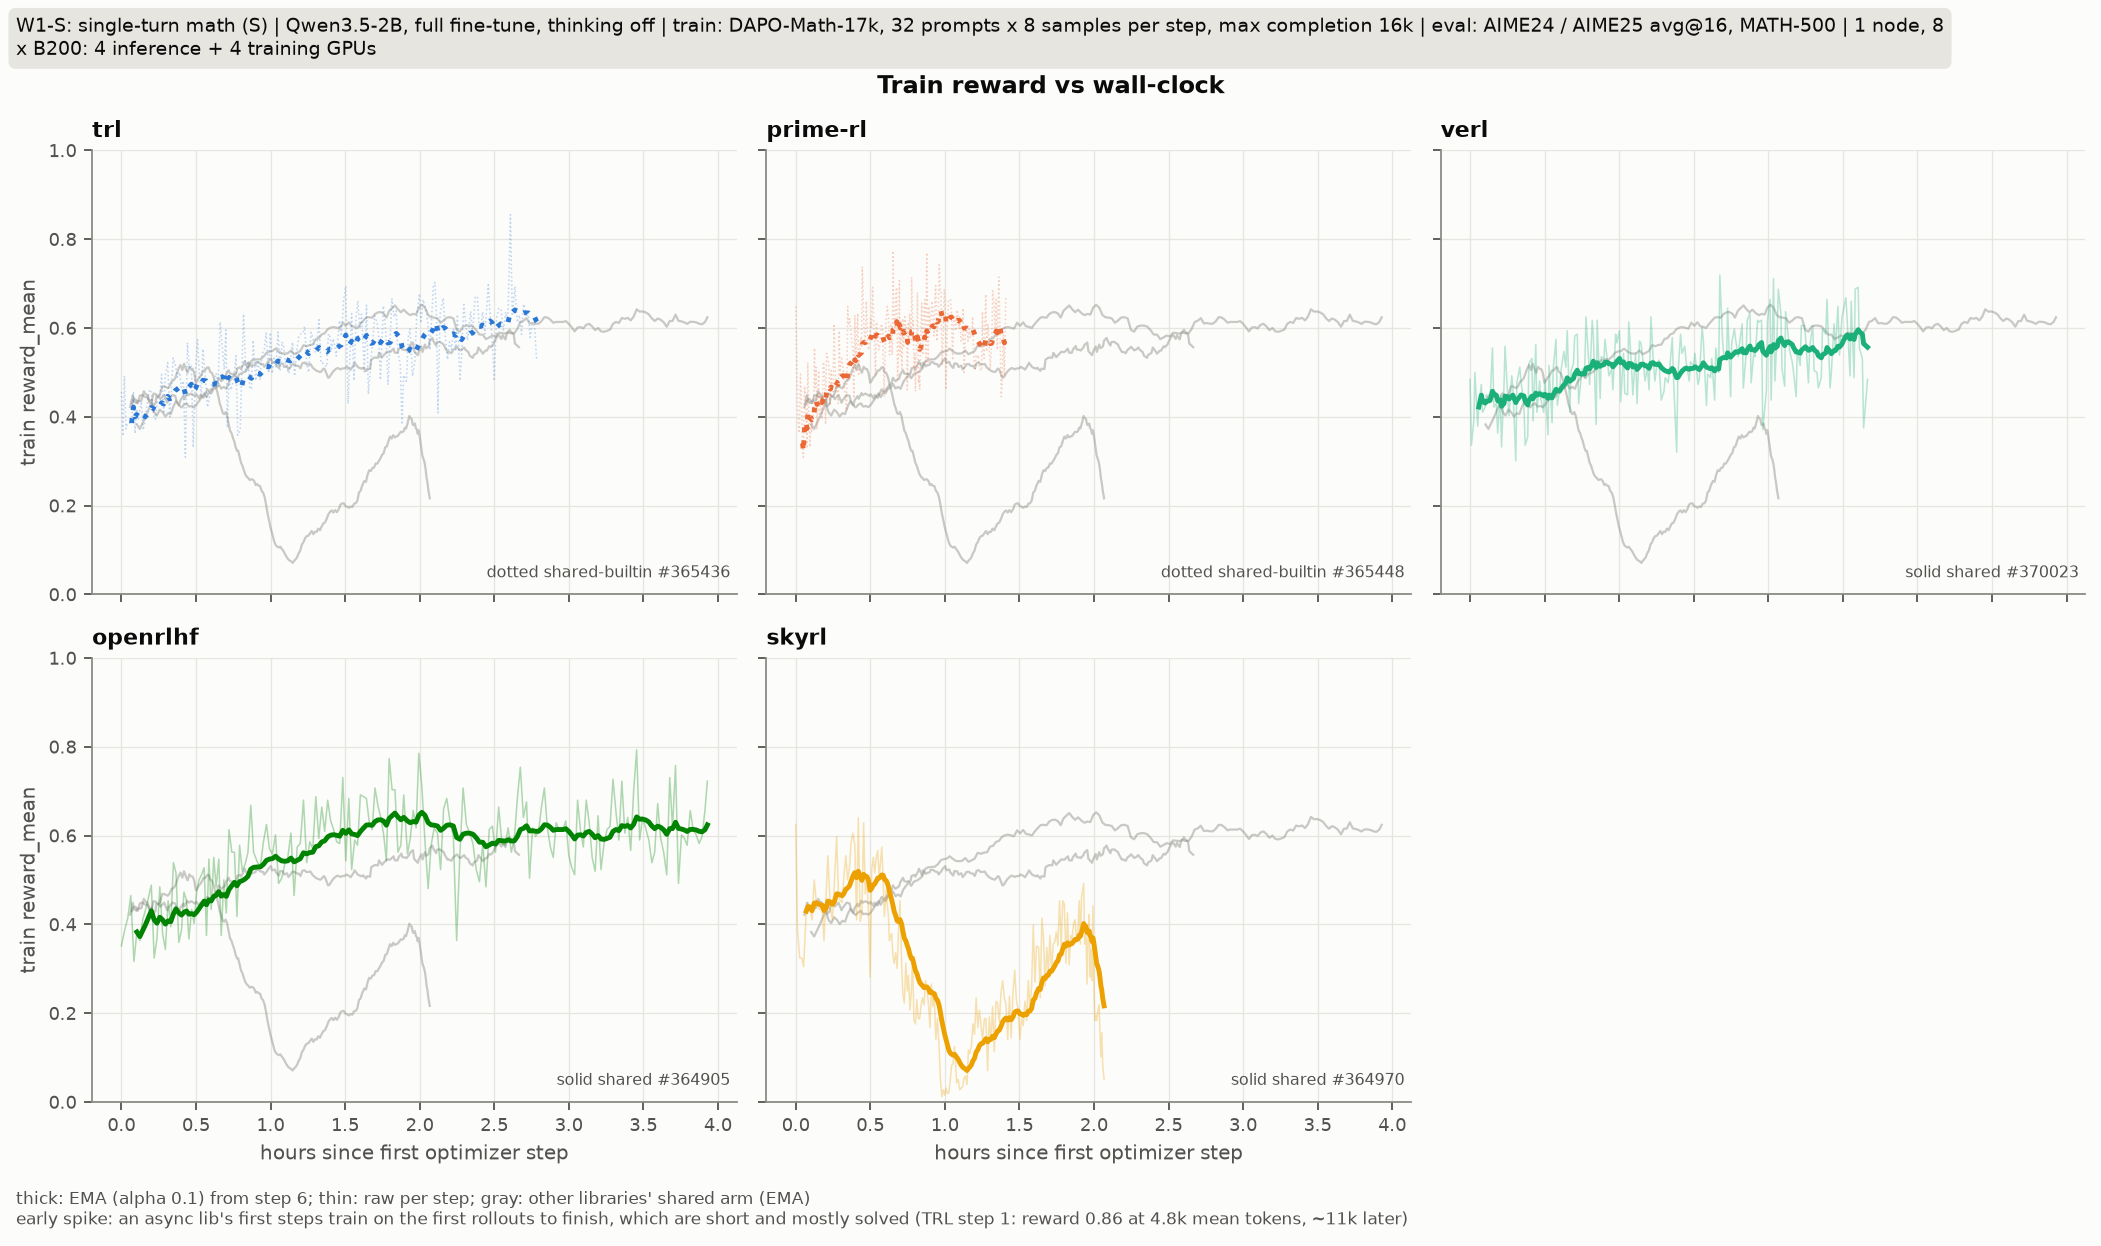 W1-S: single-turn math (S) | Qwen3.5-2B, full fine-tune, thinking off | train: DAPO-Math-17k, 32 prompts x 8 samples per step, max completion 16k | eval: AIME24 / AIME25 avg@16, MATH-500 | 1 node, 8
x B200: 4 inference + 4 training GPUs
Train reward vs wall-clock
trl
prime-rl
verl
train reward_mean
1.0
0.8
0.6
0.4
0.2
0.0
dotted shared-builtin #365436
dotted shared-builtin #365448
solid shared #370023
openrlhf
skyrl
train reward_mean
1.0
0.8
0.6
0.4
0.2
0.0
solid shared #364905
solid shared #364970
0.0 0.5 1.0 1.5 2.0 2.5 3.0 3.5 4.0
0.0 0.5 1.0 1.5 2.0 2.5 3.0 3.5 4.0
hours since first optimizer step
hours since first optimizer step
thick: EMA (alpha 0.1) from step 6; thin: raw per step; gray: other libraries' shared arm (EMA)
early spike: an async lib's first steps train on the first rollouts to finish, which are short and mostly solved (TRL step 1: reward 0.86 at 4.8k mean tokens, ~11k later)